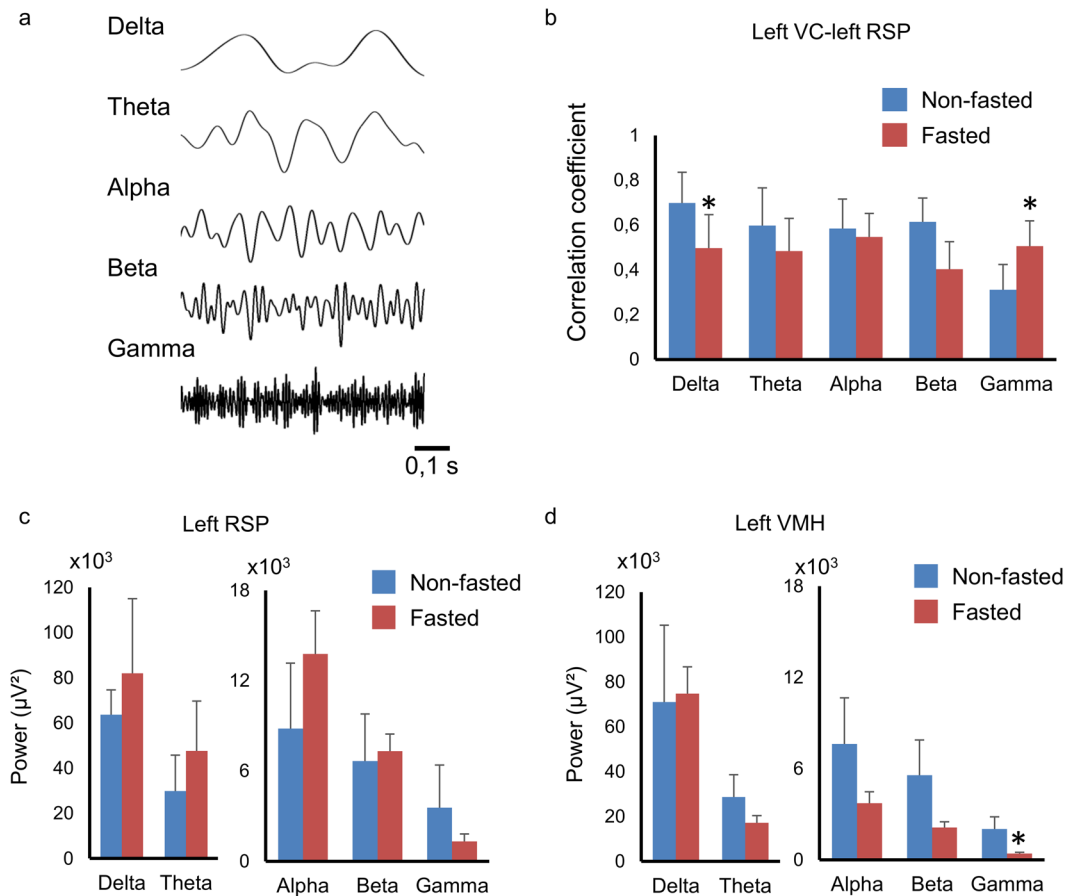 a
Delta
Theta
Alpha
Beta
Gamma
0,1 s
b
Left VC-left RSP
Non-fasted
Fasted
Correlation coefficient
1
0,8
0,6
0,4
0,2
0
*
*
Delta Theta Alpha Beta Gamma
c
Left RSP
x10³
x10³
Non-fasted
Fasted
Power (µV²)
120
100
80
60
40
20
0
18
12
6
0
Delta Theta
Alpha Beta Gamma
d
Left VMH
x10³
x10³
Non-fasted
Fasted
Power (µV²)
120
100
80
60
40
20
0
18
12
6
0
*
Delta Theta
Alpha Beta Gamma